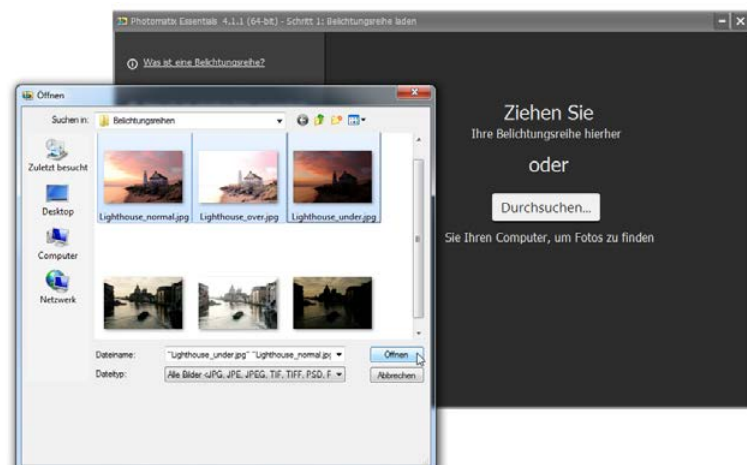 Photomatix Essentials 4.1.1 (64-bit) - Schritt 1: Belichtungsreihe laden
Was ist eine Belichtungsreihe?
Öffnen
Suchen in:
Belichtungsreihen
Zuletzt besucht
Desktop
Computer
Netzwerk
Lighthouse_normal.jpg
Lighthouse_over.jpg
Lighthouse_under.jpg
Dateiname:
"Lighthouse_under.jpg" "Lighthouse_normal.jp
Öffnen
Dateityp:
Alle Bilder <JPG, JPE, JPEG, TIF, TIFF, PSD, F
Abbrechen
Ziehen Sie
Ihre Belichtungsreihe hierher
oder
Durchsuchen...
Sie Ihren Computer, um Fotos zu finden